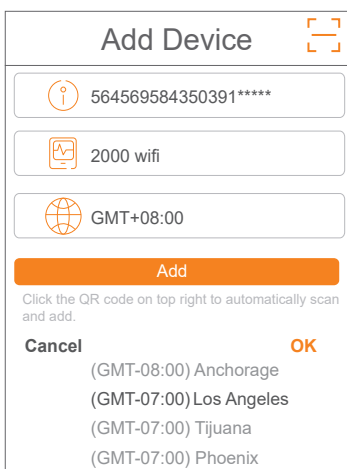 Add Device
564569584350391*****
2000 wifi
GMT+08:00
Add
Click the QR code on top right to automatically scan
and add.
Cancel OK
(GMT-08:00) Anchorage
(GMT-07:00) Los Angeles
(GMT-07:00) Tijuana
(GMT-07:00) Phoenix